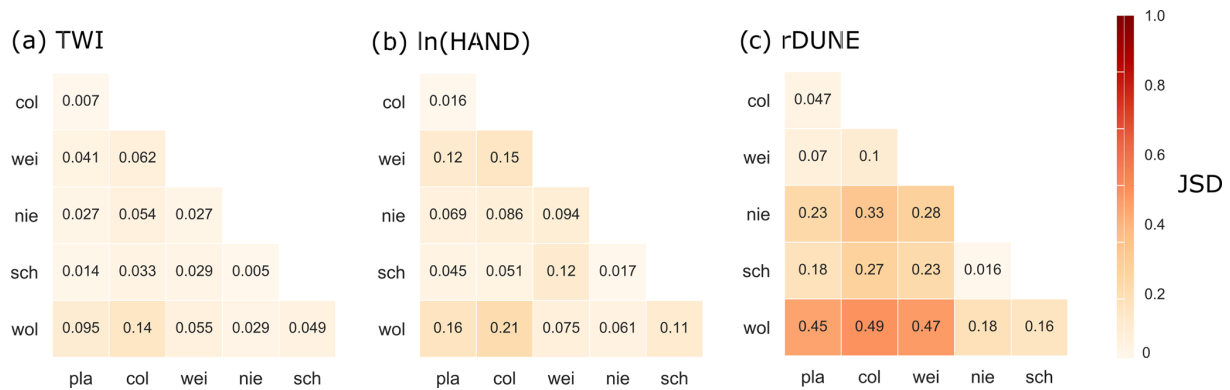 (a) TWI
(b) ln(HAND)
(c) rDUNE
1.0
col 0.007
col 0.016
col 0.047
0.8
wei 0.041 0.062
wei 0.12 0.15
wei 0.07 0.1
0.6
nie 0.027 0.054 0.027
nie 0.069 0.086 0.094
nie 0.23 0.33 0.28
JSD
0.4
sch 0.014 0.033 0.029 0.005
sch 0.045 0.051 0.12 0.017
sch 0.18 0.27 0.23 0.016
0.2
wol 0.095 0.14 0.055 0.029 0.049
wol 0.16 0.21 0.075 0.061 0.11
wol 0.45 0.49 0.47 0.18 0.16
0
pla col wei nie sch
pla col wei nie sch
pla col wei nie sch